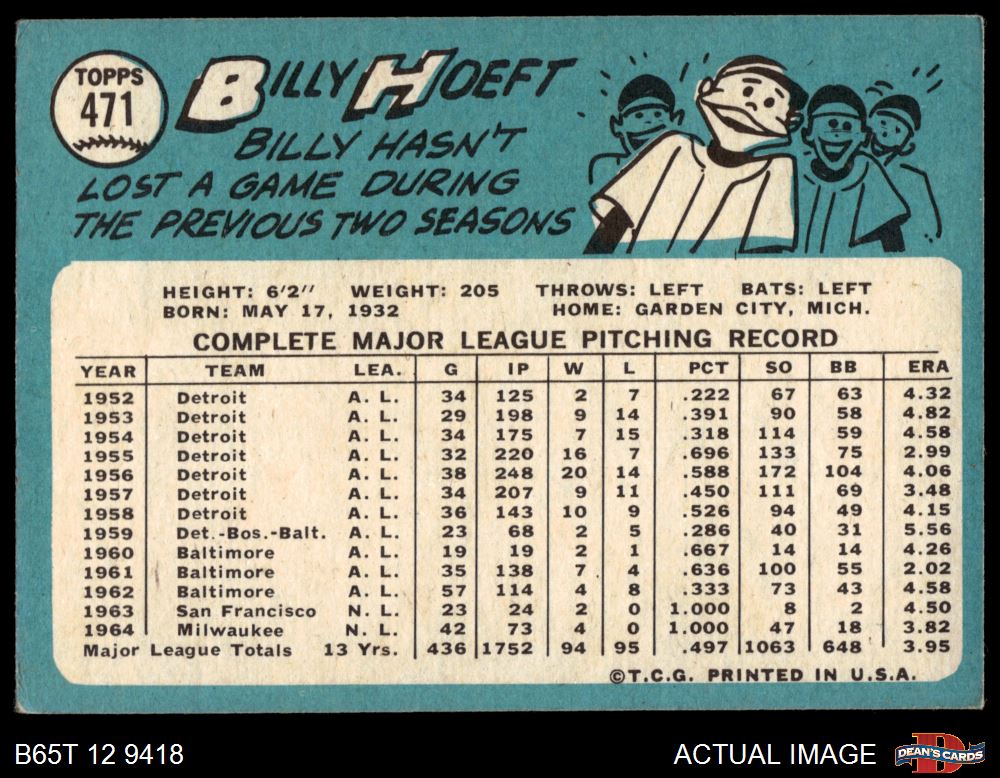 TOPPS
471
BILLY HOEFT
BILLY HASN'T
LOST A GAME DURING
THE PREVIOUS TWO SEASONS
HEIGHT: 6'2" WEIGHT: 205 THROWS: LEFT BATS: LEFT
BORN: MAY 17, 1932 HOME: GARDEN CITY, MICH.
COMPLETE MAJOR LEAGUE PITCHING RECORD
YEAR TEAM LEA. G IP W L PCT SO BB ERA
1952 Detroit A. L. 34 125 2 7 .222 67 63 4.32
1953 Detroit A. L. 29 198 9 14 .391 90 58 4.82
1954 Detroit A. L. 34 175 7 15 .318 114 59 4.58
1955 Detroit A. L. 32 220 16 7 .696 133 75 2.99
1956 Detroit A. L. 38 248 20 14 .588 172 104 4.06
1957 Detroit A. L. 34 207 9 11 .450 111 69 3.48
1958 Detroit A. L. 36 143 10 9 .526 94 49 4.15
1959 Det.-Bos.-Balt. A. L. 23 68 2 5 .286 40 31 5.56
1960 Baltimore A. L. 19 19 2 1 .667 14 14 4.26
1961 Baltimore A. L. 35 138 7 4 .636 100 55 2.02
1962 Baltimore A. L. 57 114 4 8 .333 73 43 4.58
1963 San Francisco N. L. 23 24 2 0 1.000 8 2 4.50
1964 Milwaukee N. L. 42 73 4 0 1.000 47 18 3.82
Major League Totals 13 Yrs. 436 1752 94 95 .497 1063 648 3.95
©T.C.G. PRINTED IN U.S.A.
B65T 12 9418 ACTUAL IMAGE DEAN'S CARDS